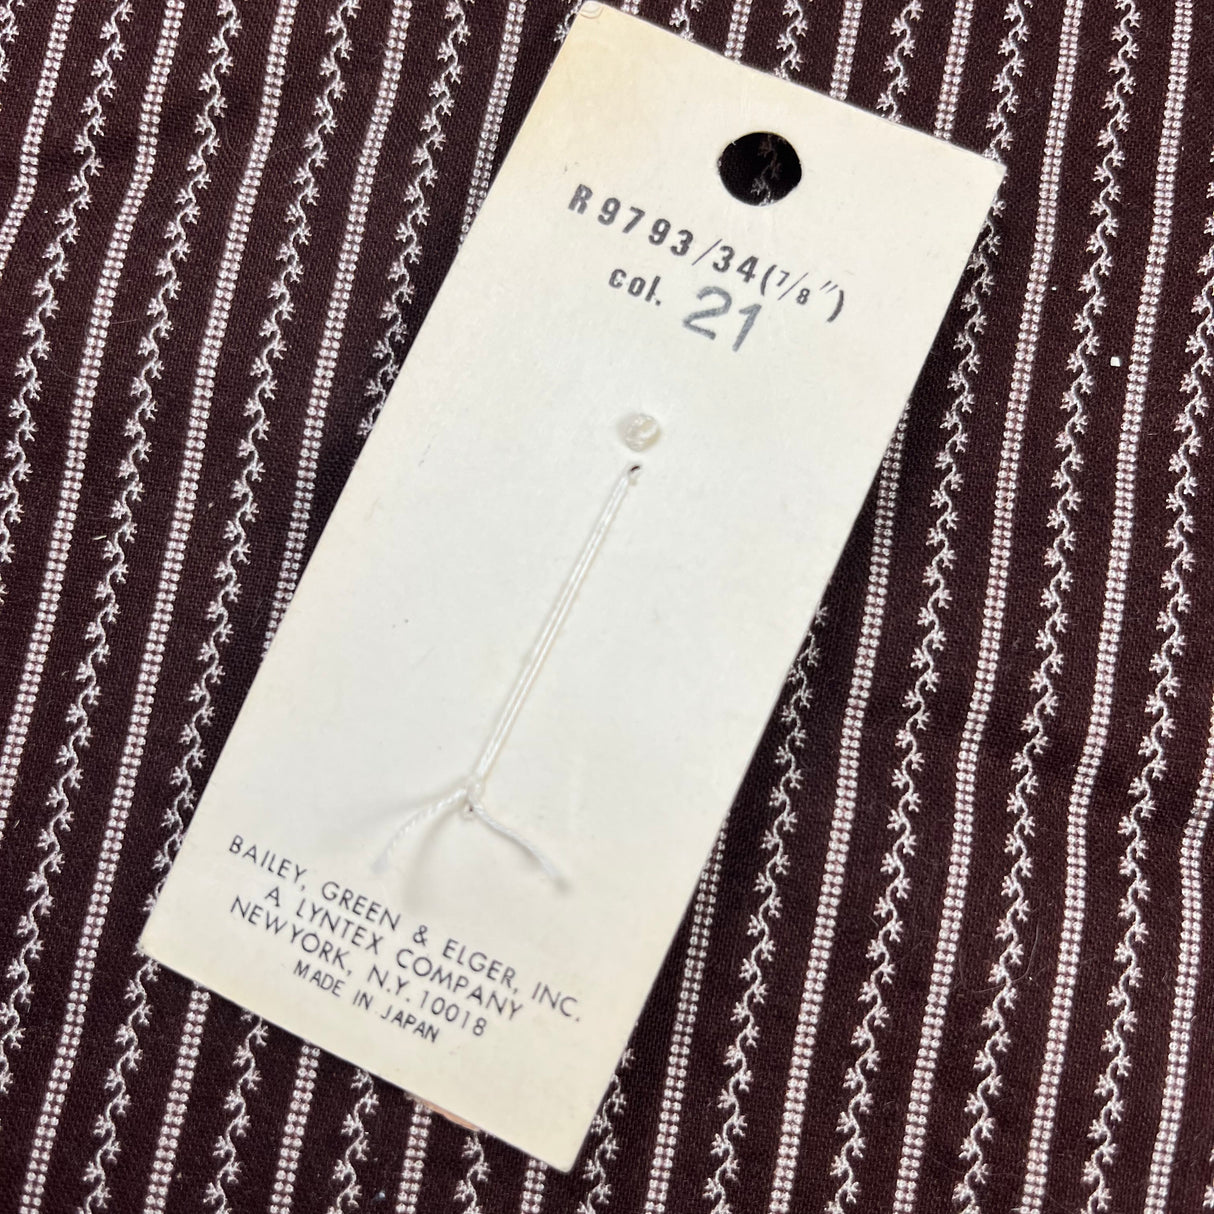 R9793/34(7/8")
col. 21
BAILEY, GREEN & ELGER, INC.
A LYNTEX COMPANY
NEWYORK, N.Y. 10018
MADE IN JAPAN